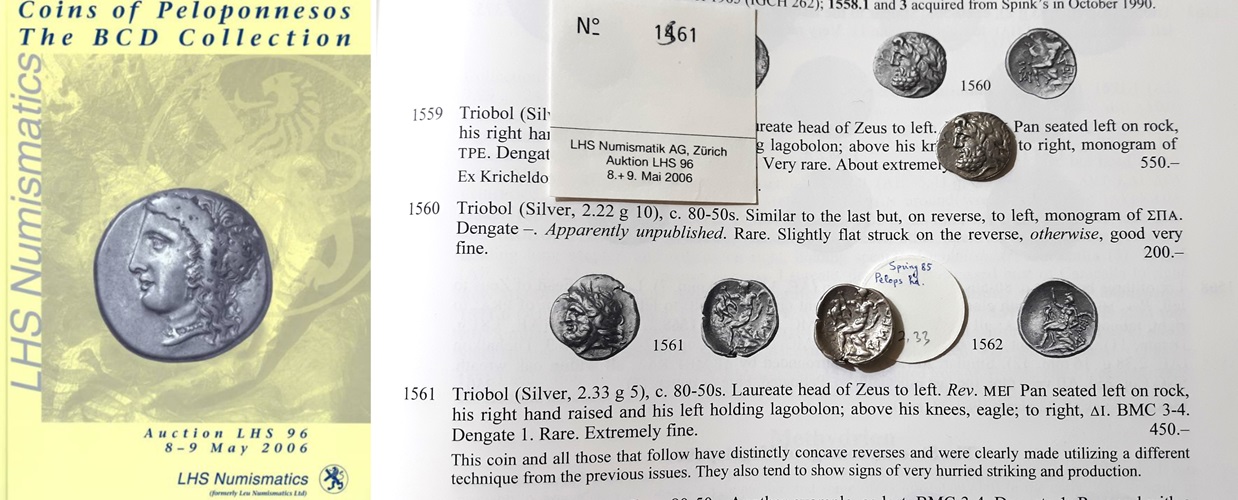 Coins of Peloponnesos
The BCD Collection
LHS Numismatics
Auction LHS 96
8–9 May 2006
LHS Numismatics
(formerly Leu Numismatics Ltd)
(IGCH 262); 1558.1 and 3 acquired from Spink's in October 1990.
Nº 1561
LHS Numismatik AG, Zürich
Auktion LHS 96
8.+9. Mai 2006
1560
1559 Triobol (Sil reate head of Zeus to left. Pan seated left on rock,
his right ha g lagobolon; above his kn to right, monogram of
TPE. Dengat Very rare. About extreme 550.–
Ex Kricheldo
1560 Triobol (Silver, 2.22 g 10), c. 80-50s. Similar to the last but, on reverse, to left, monogram of ΣΠΑ.
Dengate –. Apparently unpublished. Rare. Slightly flat struck on the reverse, otherwise, good very
fine. 200.–
Spring 85
Pelops Rd.
2,33
1561
1562
1561 Triobol (Silver, 2.33 g 5), c. 80-50s. Laureate head of Zeus to left. Rev. ΜΕΓ Pan seated left on rock,
his right hand raised and his left holding lagobolon; above his knees, eagle; to right, ΔΙ. BMC 3-4.
Dengate 1. Rare. Extremely fine. 450.–
This coin and all those that follow have distinctly concave reverses and were clearly made utilizing a different
technique from the previous issues. They also tend to show signs of very hurried striking and production.